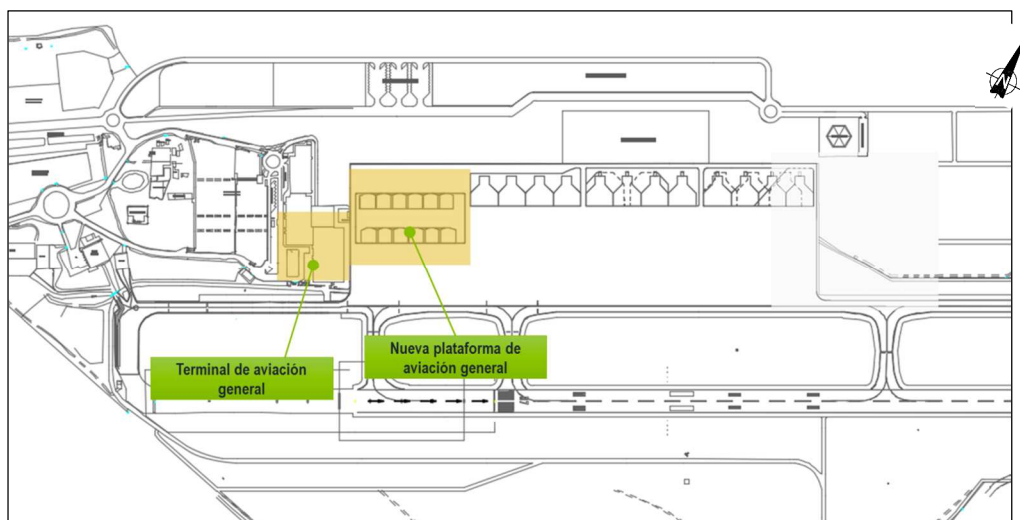 Nueva plataforma de
aviación general
Terminal de aviación
general